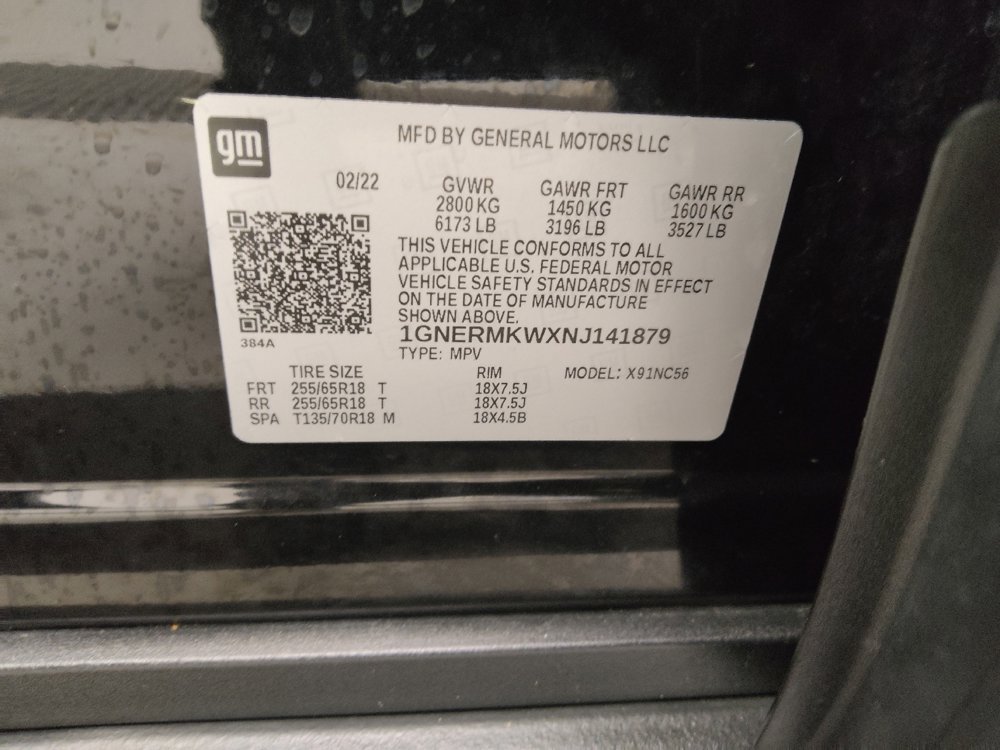 gm
MFD BY GENERAL MOTORS LLC
02/22 GVWR GAWR FRT GAWR RR
2800 KG 1450 KG 1600 KG
6173 LB 3196 LB 3527 LB
THIS VEHICLE CONFORMS TO ALL
APPLICABLE U.S. FEDERAL MOTOR
VEHICLE SAFETY STANDARDS IN EFFECT
ON THE DATE OF MANUFACTURE
SHOWN ABOVE.
1GNERMKWXNJ141879
384A
TYPE: MPV
TIRE SIZE RIM MODEL: X91NC56
FRT 255/65R18 T 18X7.5J
RR 255/65R18 T 18X7.5J
SPA T135/70R18 M 18X4.5B